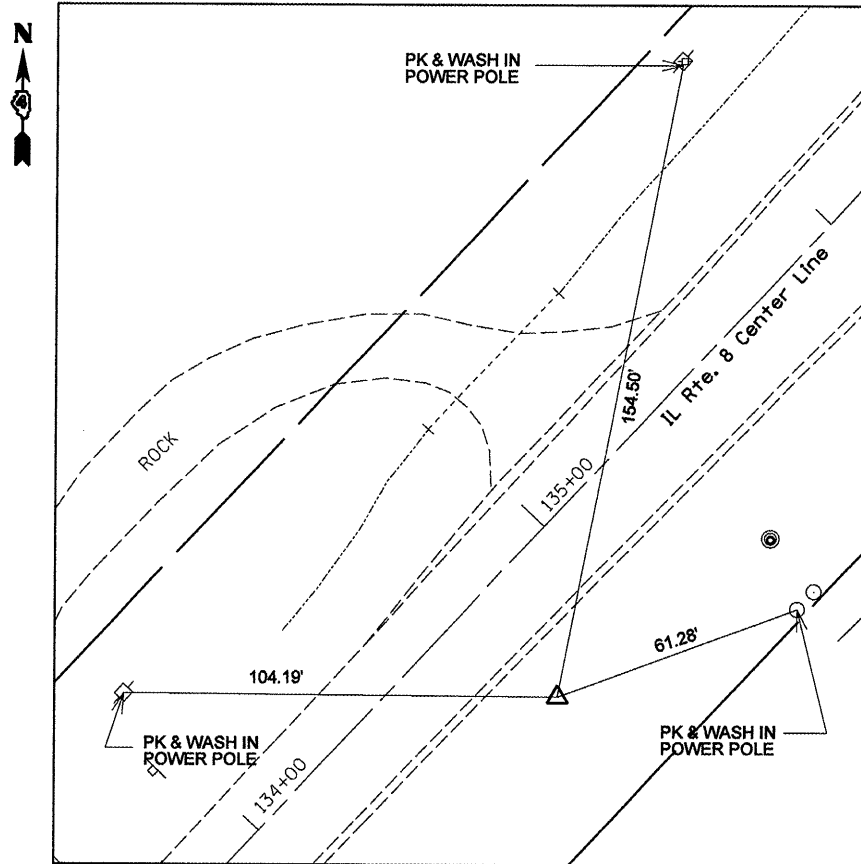 N
4
PK & WASH IN
POWER POLE
IL Rte. 8 Center Line
154.50'
ROCK
135+00
61.28'
104.19'
PK & WASH IN
POWER POLE
PK & WASH IN
POWER POLE
134+00